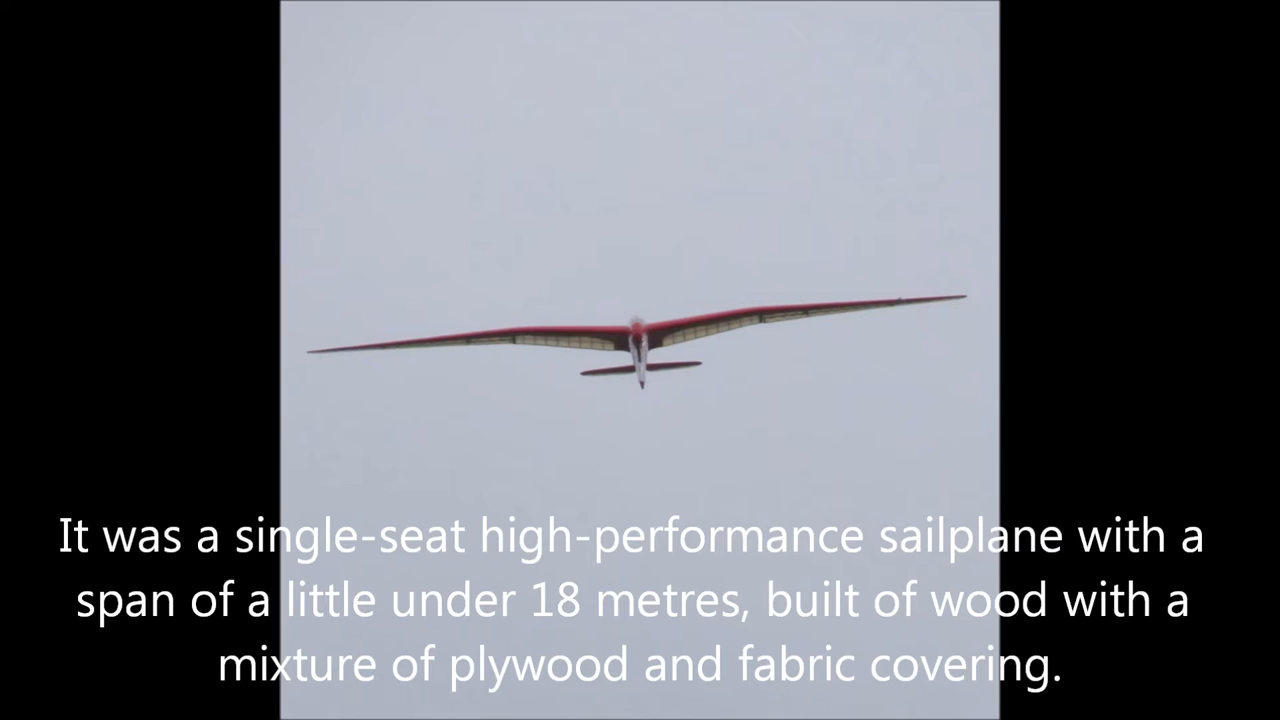 It was a single-seat high-performance sailplane with a
span of a little under 18 metres, built of wood with a
mixture of plywood and fabric covering.